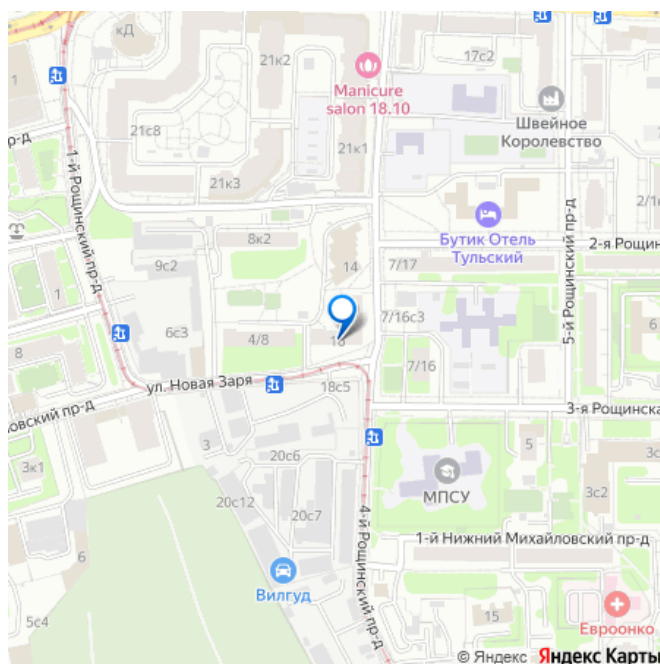 кД
21к2
17с2
1
Manicure
salon 18.10
Швейное
Королевство
р-д
21с8
21к1
1-й Рощинский пр-д
21к3
2/1
8к2
Бутик Отель
Тульский
5-й Рощинский пр-д
2-я Рощин
9с2
14
7/17
1
6с3
7/16с3
6
4/8
8
7/16
ул. Новая Заря
18с5
ловский пр-д
3-я Рощинска
3
20с6
5
3к1
МПСУ
3с2
20с12
20с7
4-й Рощинский пр-д
1-й Нижний Михайловский пр-д
6
Вилгуд
5с4
15
Евроонко
© Яндекс Яндекс Карты